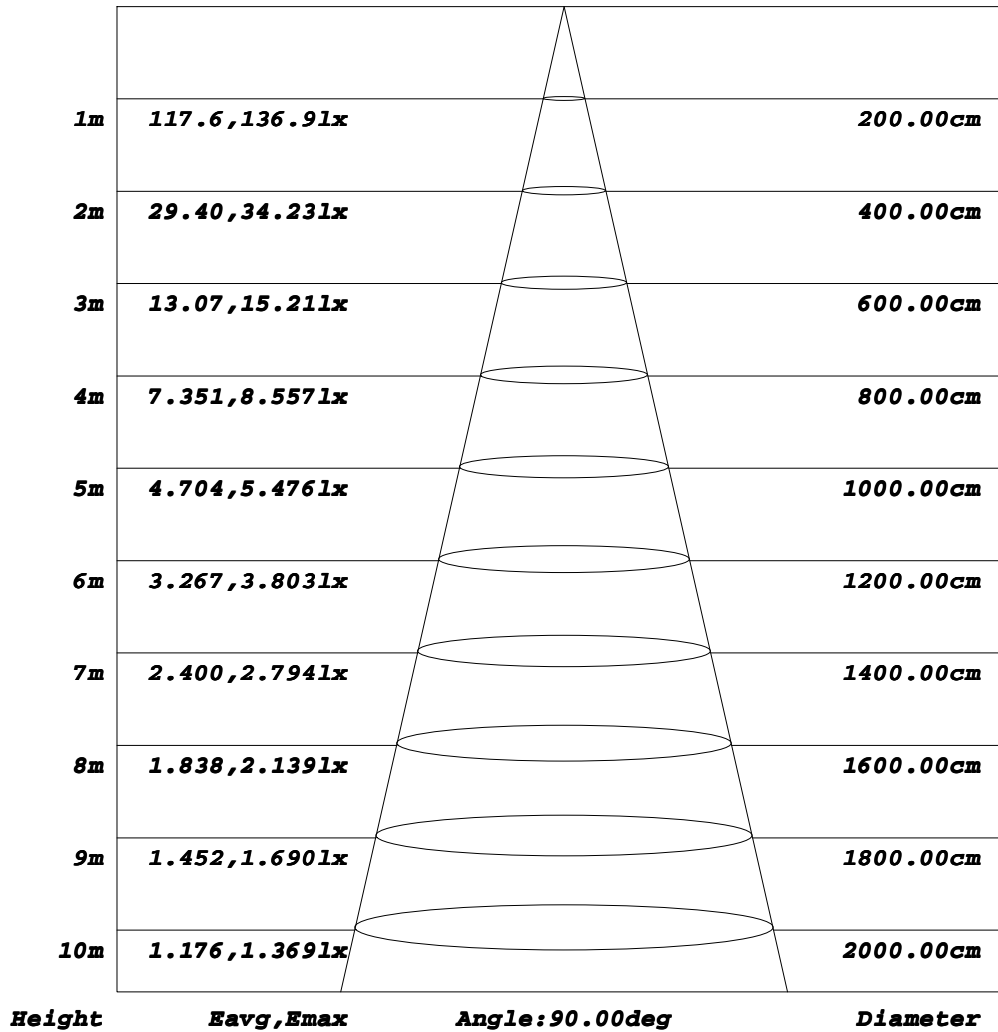 1m 117.6,136.9lx 200.00cm
2m 29.40,34.23lx 400.00cm
3m 13.07,15.21lx 600.00cm
4m 7.351,8.557lx 800.00cm
5m 4.704,5.476lx 1000.00cm
6m 3.267,3.803lx 1200.00cm
7m 2.400,2.794lx 1400.00cm
8m 1.838,2.139lx 1600.00cm
9m 1.452,1.690lx 1800.00cm
10m 1.176,1.369lx 2000.00cm
Height Eavg,Emax Angle:90.00deg Diameter